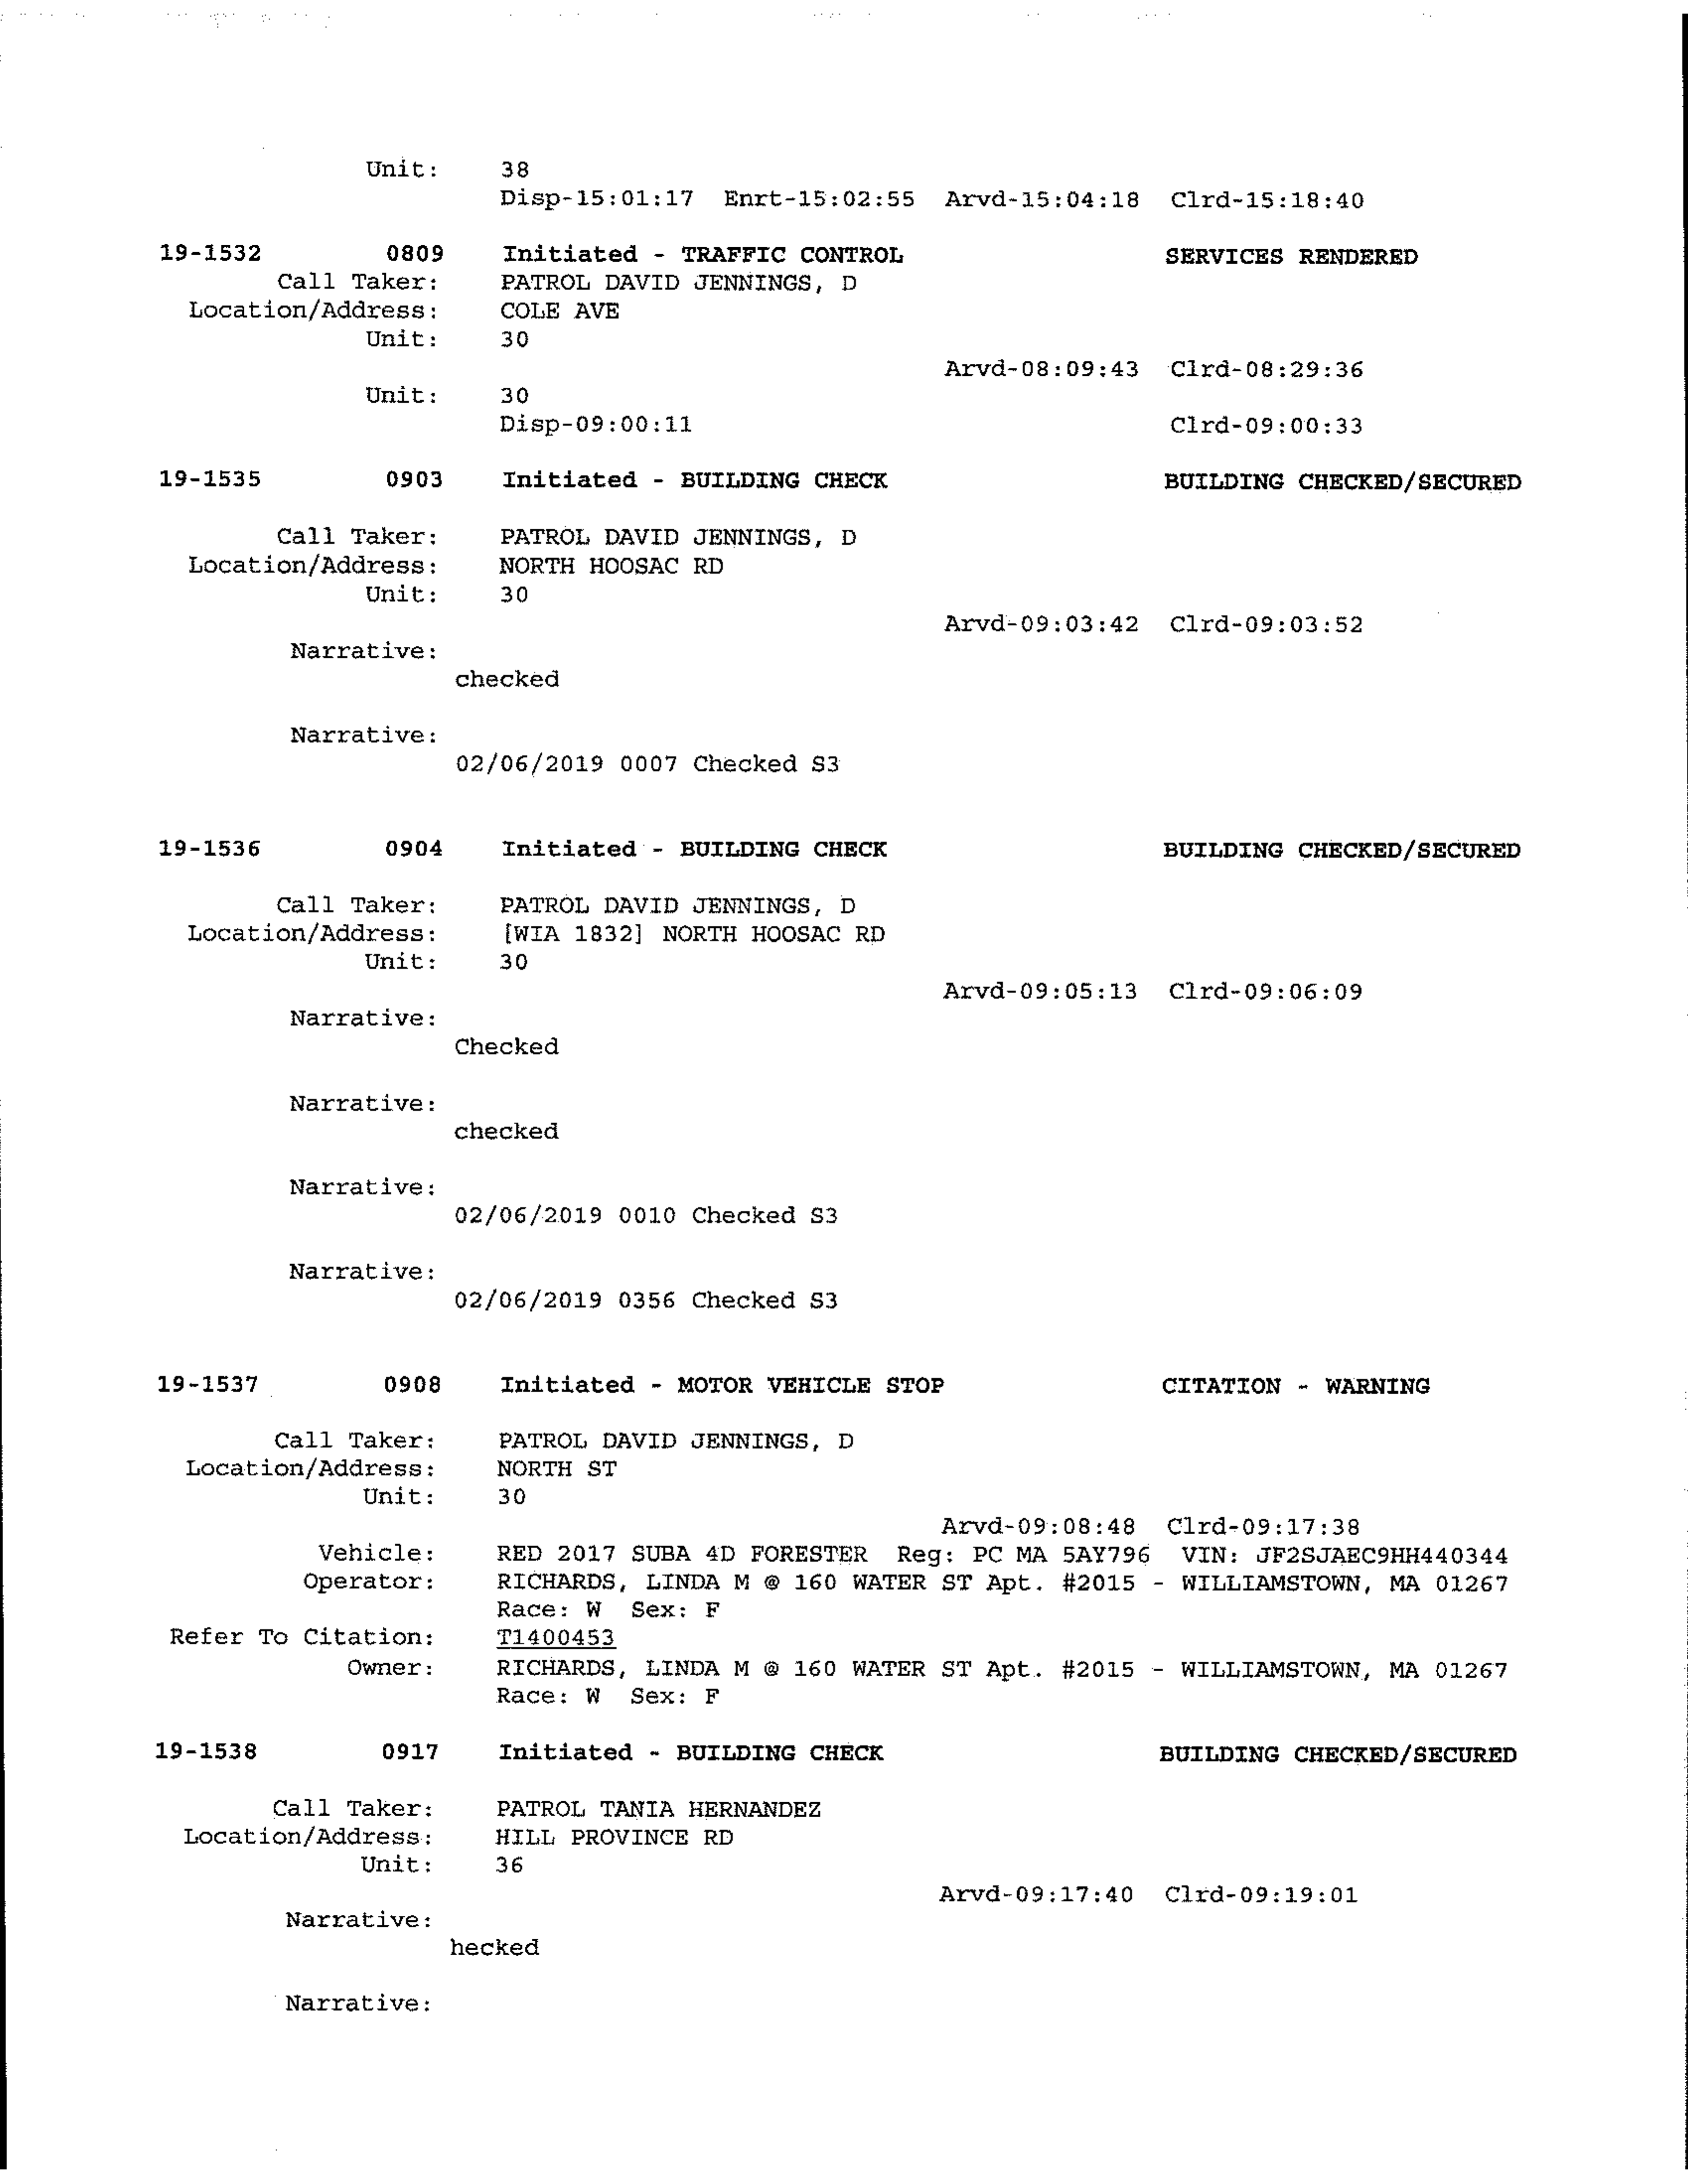 Unit: 38
Disp-15:01:17 Enrt-15:02:55 Arvd-15:04:18 Clrd-15:18:40
19-1532 0809 Initiated - TRAFFIC CONTROL SERVICES RENDERED
Call Taker: PATROL DAVID JENNINGS, D
Location/Address: COLE AVE
Unit: 30
Arvd-08:09:43 Clrd-08:29:36
Unit: 30
Disp-09:00:11 Clrd-09:00:33
19-1535 0903 Initiated - BUILDING CHECK BUILDING CHECKED/SECURED
Call Taker: PATROL DAVID JENNINGS, D
Location/Address: NORTH HOOSAC RD
Unit: 30
Arvd-09:03:42 Clrd-09:03:52
Narrative:
checked
Narrative:
02/06/2019 0007 Checked S3
19-1536 0904 Initiated - BUILDING CHECK BUILDING CHECKED/SECURED
Call Taker: PATROL DAVID JENNINGS, D
Location/Address: [WIA 1832] NORTH HOOSAC RD
Unit: 30
Arvd-09:05:13 Clrd-09:06:09
Narrative:
Checked
Narrative:
checked
Narrative:
02/06/2019 0010 Checked S3
Narrative:
02/06/2019 0356 Checked S3
19-1537 0908 Initiated - MOTOR VEHICLE STOP CITATION - WARNING
Call Taker: PATROL DAVID JENNINGS, D
Location/Address: NORTH ST
Unit: 30
Arvd-09:08:48 Clrd-09:17:38
Vehicle: RED 2017 SUBA 4D FORESTER Reg: PC MA 5AY796 VIN: JF2SJAEC9HH440344
Operator: RICHARDS, LINDA M @ 160 WATER ST Apt. #2015 - WILLIAMSTOWN, MA 01267
Race: W Sex: F
Refer To Citation: T1400453
Owner: RICHARDS, LINDA M @ 160 WATER ST Apt. #2015 - WILLIAMSTOWN, MA 01267
Race: W Sex: F
19-1538 0917 Initiated - BUILDING CHECK BUILDING CHECKED/SECURED
Call Taker: PATROL TANIA HERNANDEZ
Location/Address: HILL PROVINCE RD
Unit: 36
Arvd-09:17:40 Clrd-09:19:01
Narrative:
hecked
Narrative: